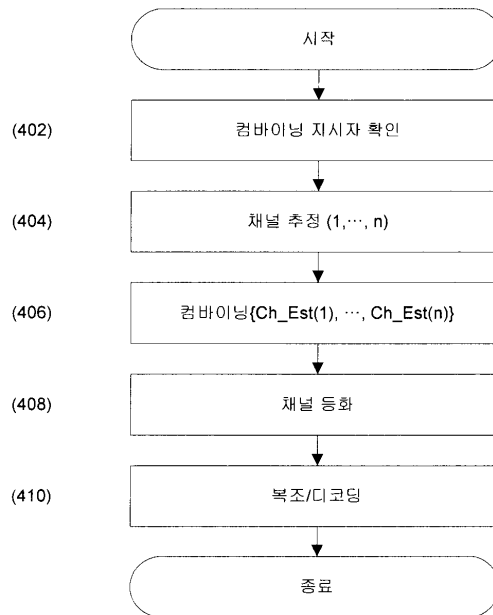 시작
(402) 컴바이닝 지시자 확인
(404) 채널 추정 (1,⋯, n)
(406) 컴바이닝{Ch_Est(1), ⋯, Ch_Est(n)}
(408) 채널 등화
(410) 복조/디코딩
종료